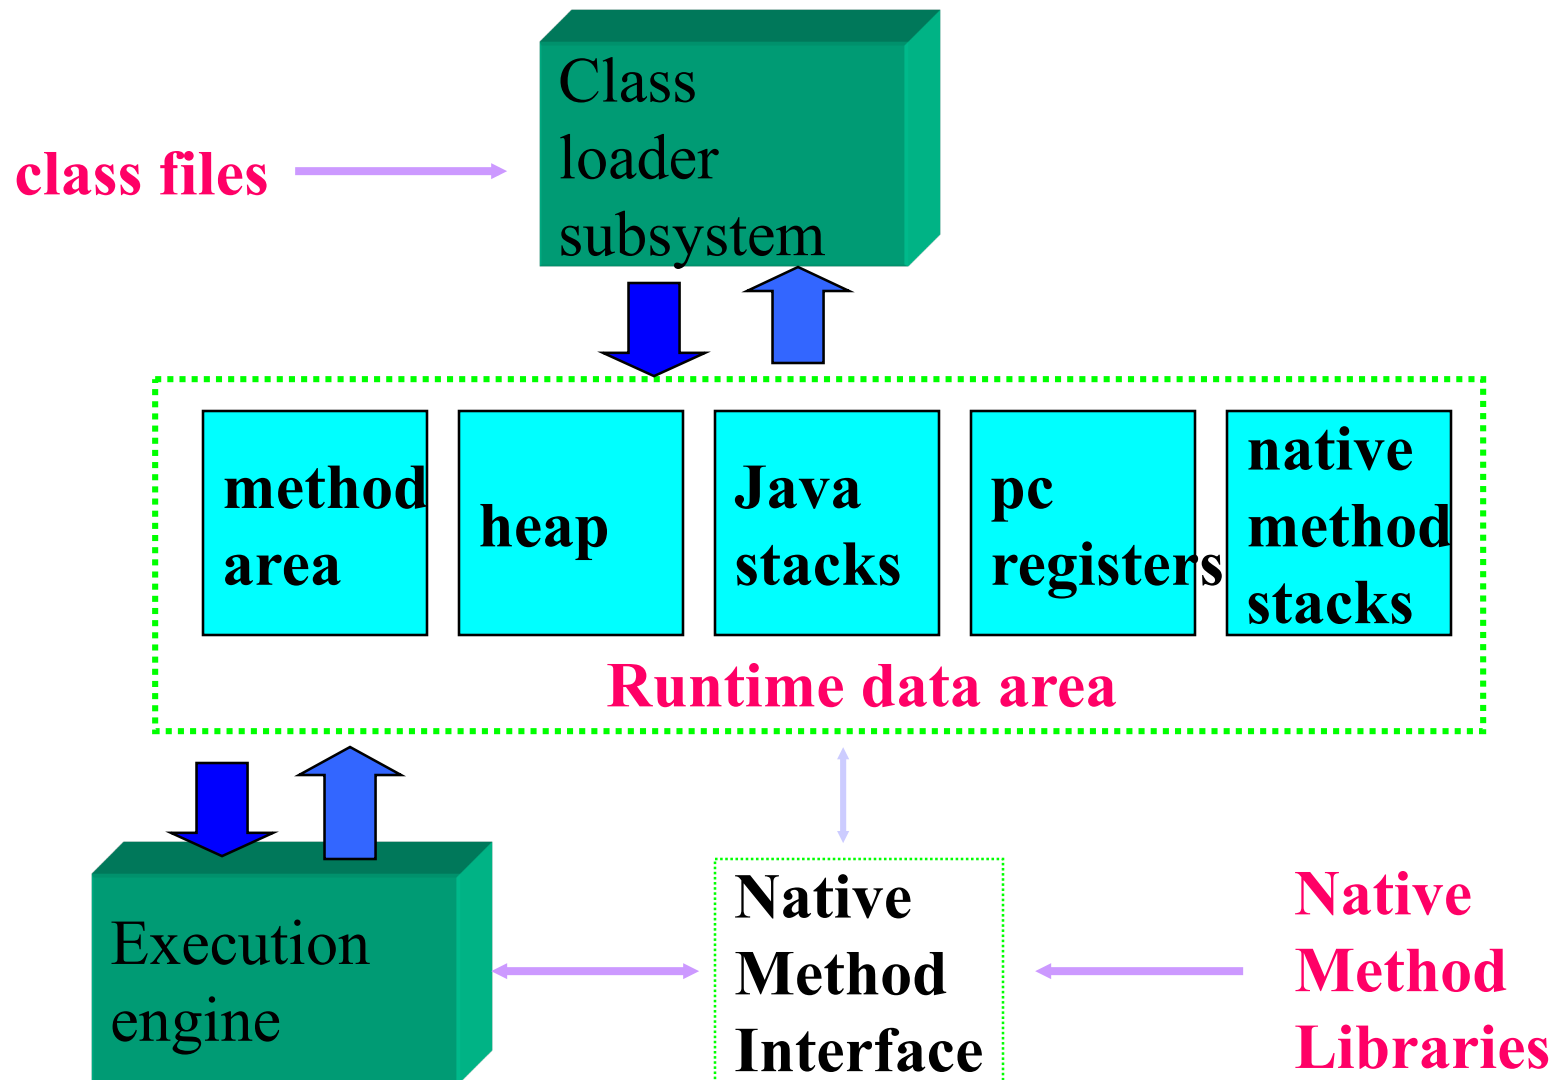 Class
loader
subsystem
class files
method
area
heap
Java
stacks
pc
registers
native
method
stacks
Runtime data area
Execution
engine
Native
Method
Interface
Native
Method
Libraries